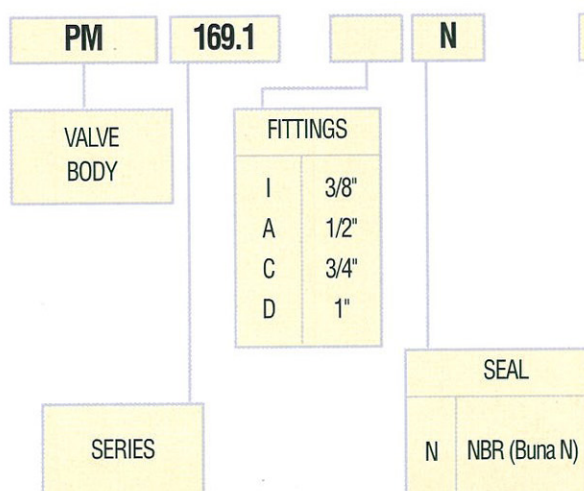 PM 169.1 N
VALVE
BODY
FITTINGS
I 3/8"
A 1/2"
C 3/4"
D 1"
SEAL
N NBR (Buna N)
SERIES